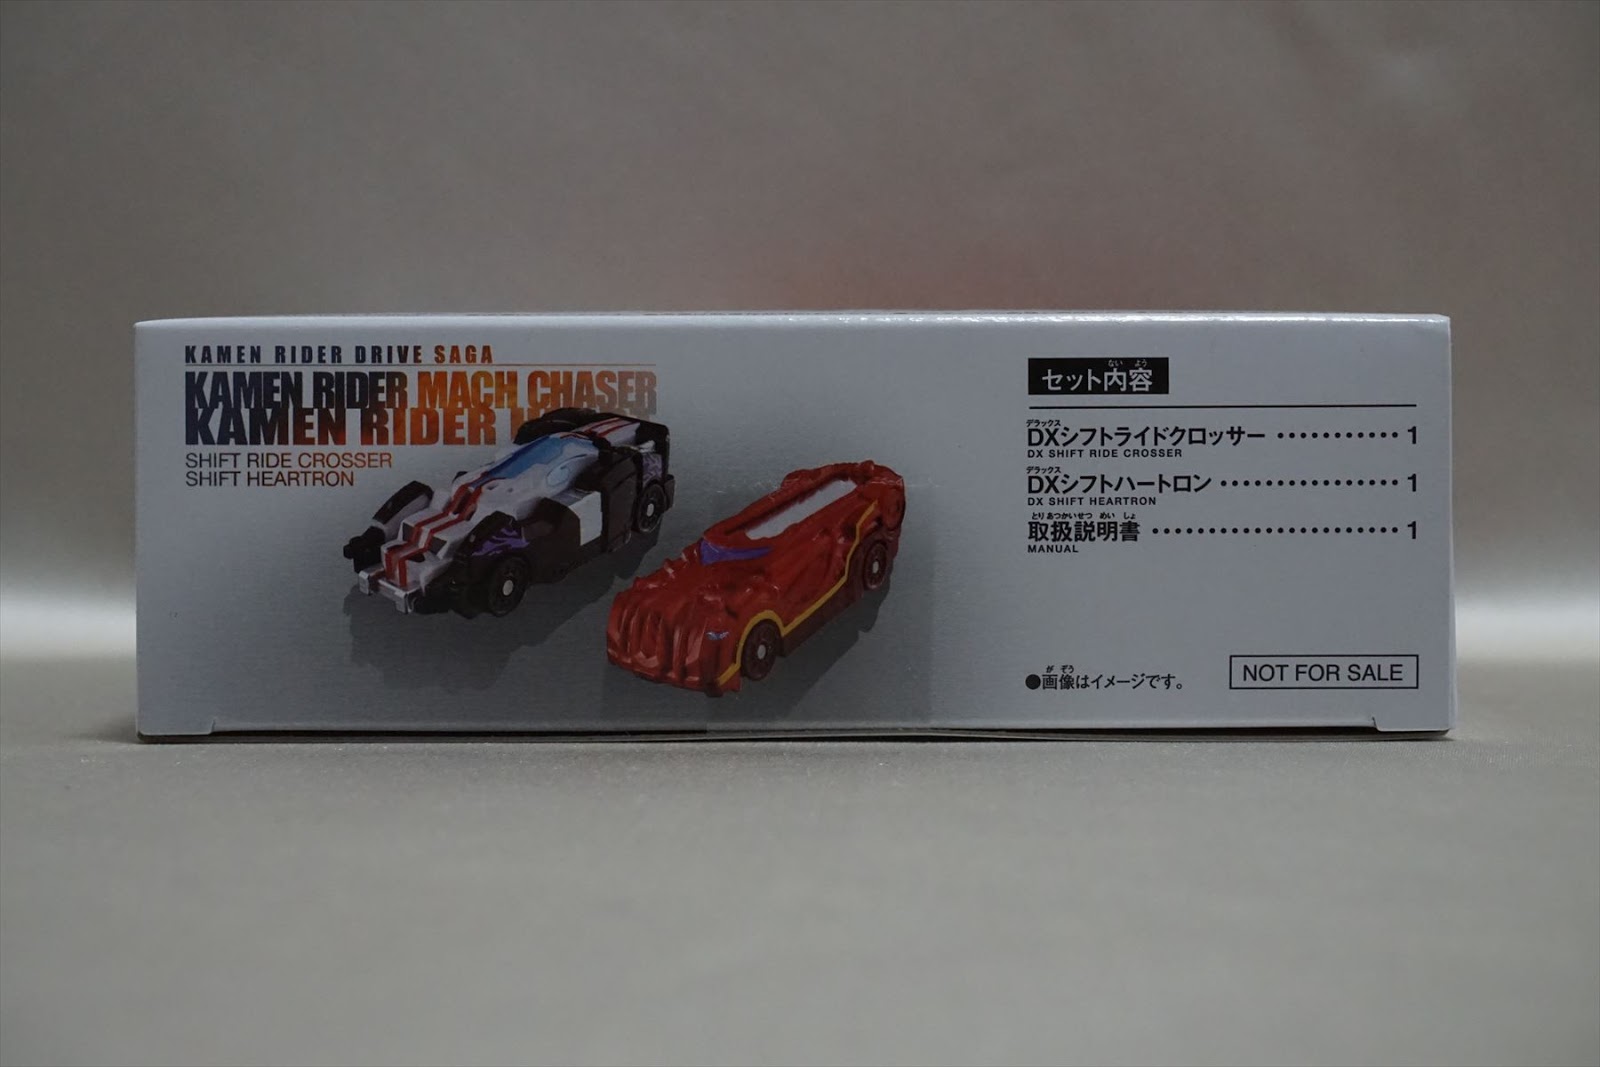 KAMEN RIDER DRIVE SAGA
KAMEN RIDER MACH CHASER
KAMEN RIDER
SHIFT RIDE CROSSER
SHIFT HEARTRON
ない よう
セット内容
デラックス
DXシフトライドクロッサー ············ 1
DX SHIFT RIDE CROSSER
デラックス
DXシフトハートロン ················ 1
DX SHIFT HEARTRON
とり あつかい せつ めい しょ
取扱説明書 ······················ 1
MANUAL
が ぞう
●画像はイメージです。
NOT FOR SALE